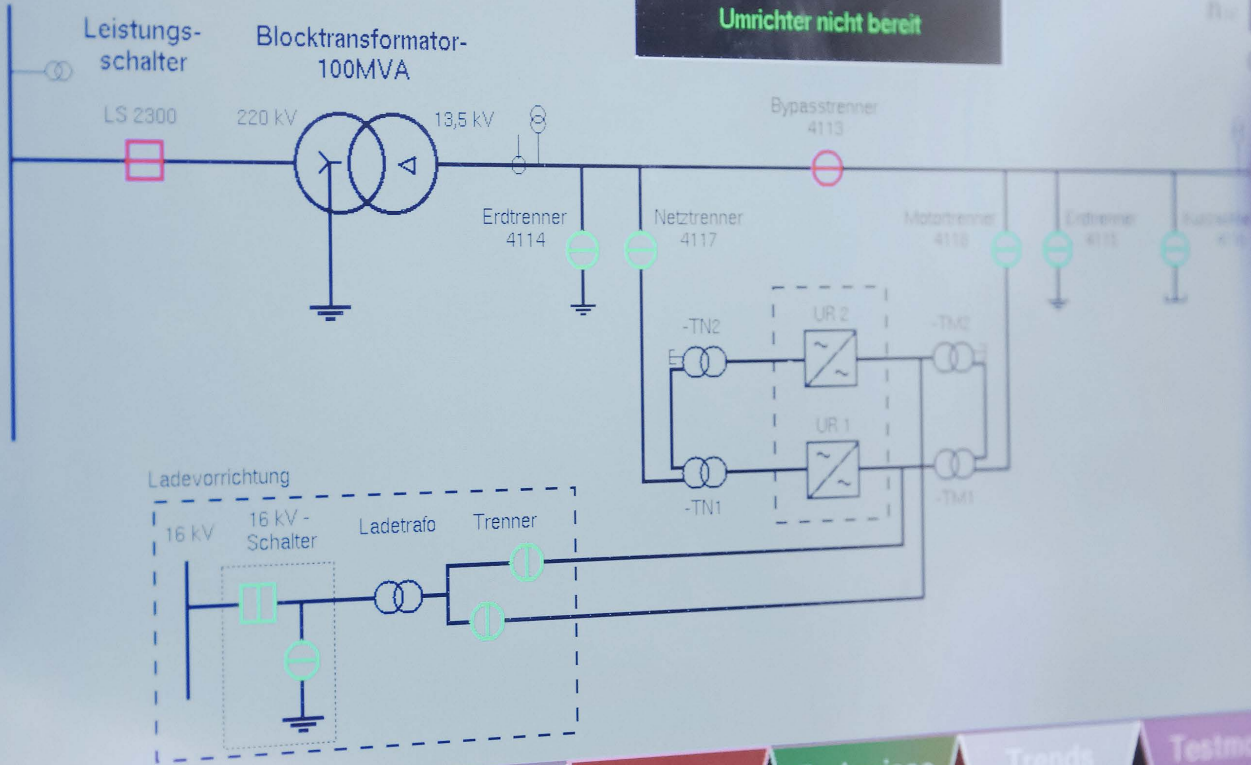 Umrichter nicht bereit
Leistungs-
schalter
Blocktransformator-
100MVA
LS 2300
220 kV
13,5 kV
Bypasstrenner
4113
Erdtrenner
4114
Netztrenner
4117
Motortrenner
4118
Erdtrenner
4115
-TN2
UR 2
-TM2
UR 1
-TN1
-TM1
Ladevorrichtung
16 kV
16 kV -
Schalter
Ladetrafo
Trenner
Trends